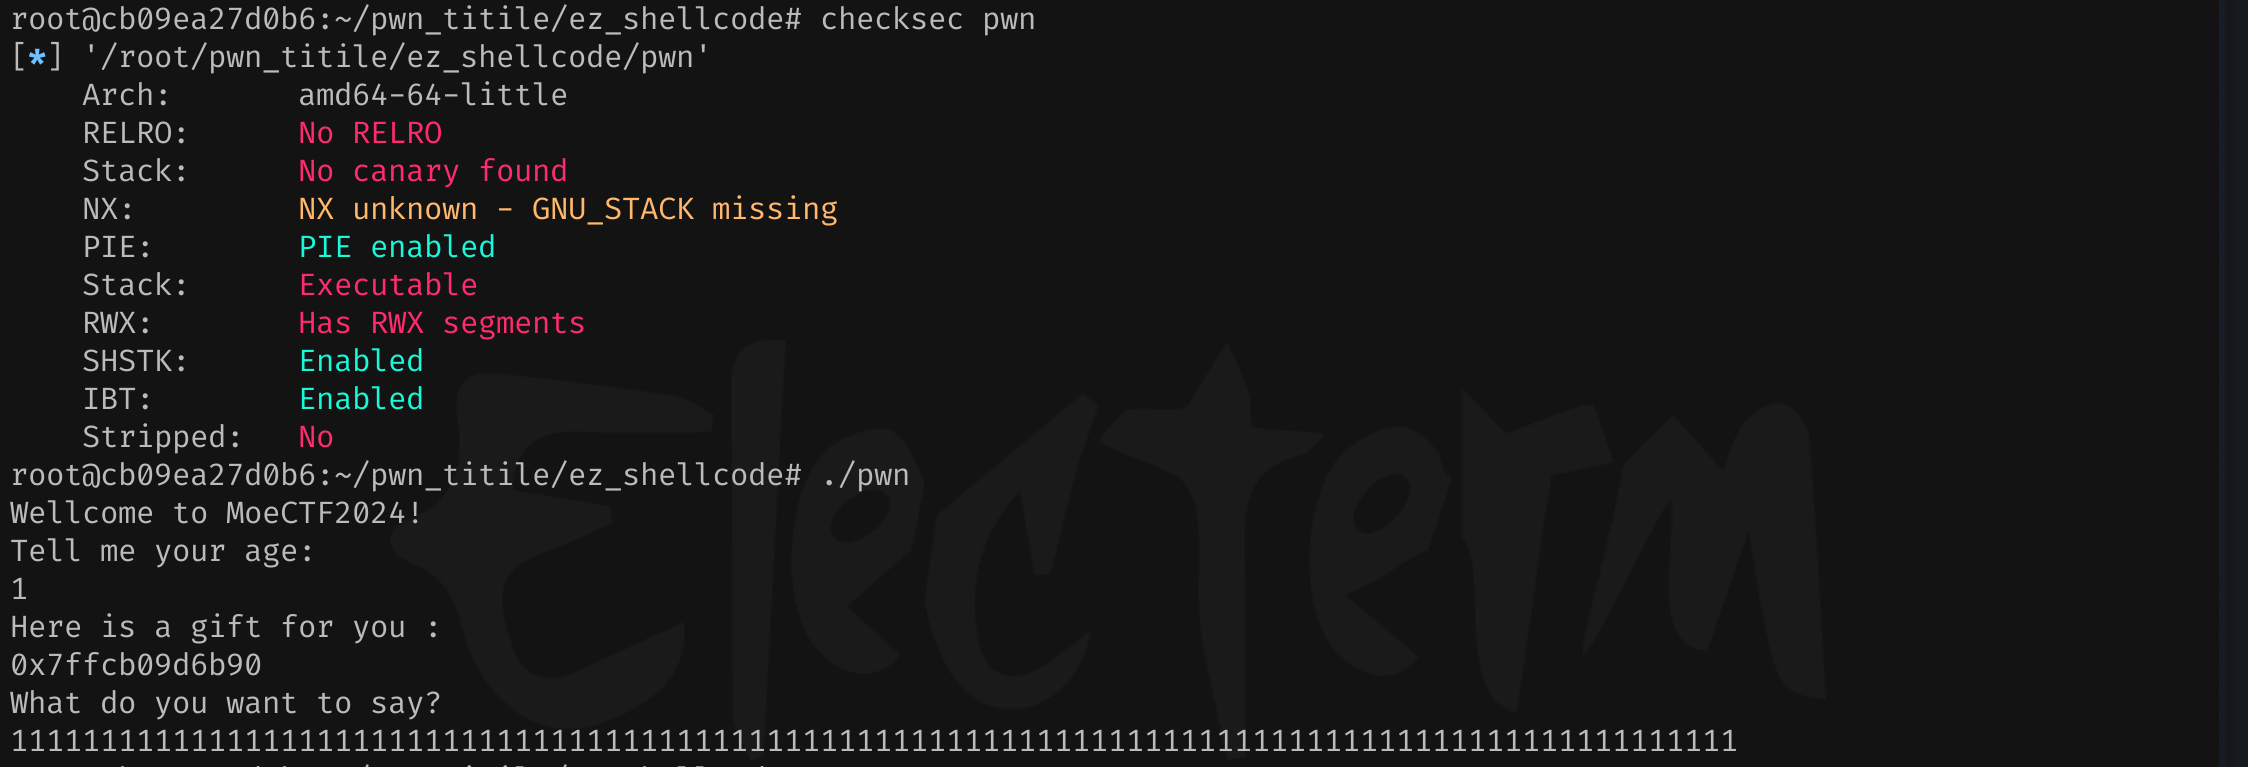 root@cb09ea27d0b6:~/pwn_titile/ez_shellcode# checksec pwn
[*] '/root/pwn_titile/ez_shellcode/pwn'
    Arch:       amd64-64-little
    RELRO:      No RELRO
    Stack:      No canary found
    NX:         NX unknown - GNU_STACK missing
    PIE:        PIE enabled
    Stack:      Executable
    RWX:        Has RWX segments
    SHSTK:      Enabled
    IBT:        Enabled
    Stripped:   No
root@cb09ea27d0b6:~/pwn_titile/ez_shellcode# ./pwn
Wellcome to MoeCTF2024!
Tell me your age:
1
Here is a gift for you :
0x7ffcb09d6b90
What do you want to say?
111111111111111111111111111111111111111111111111111111111111111111111111111111111111111111111111
Electerm